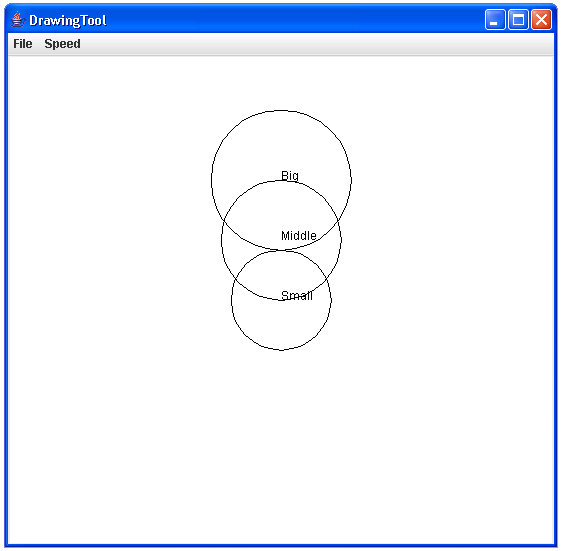 DrawingTool
File Speed
Big
Middle
Small